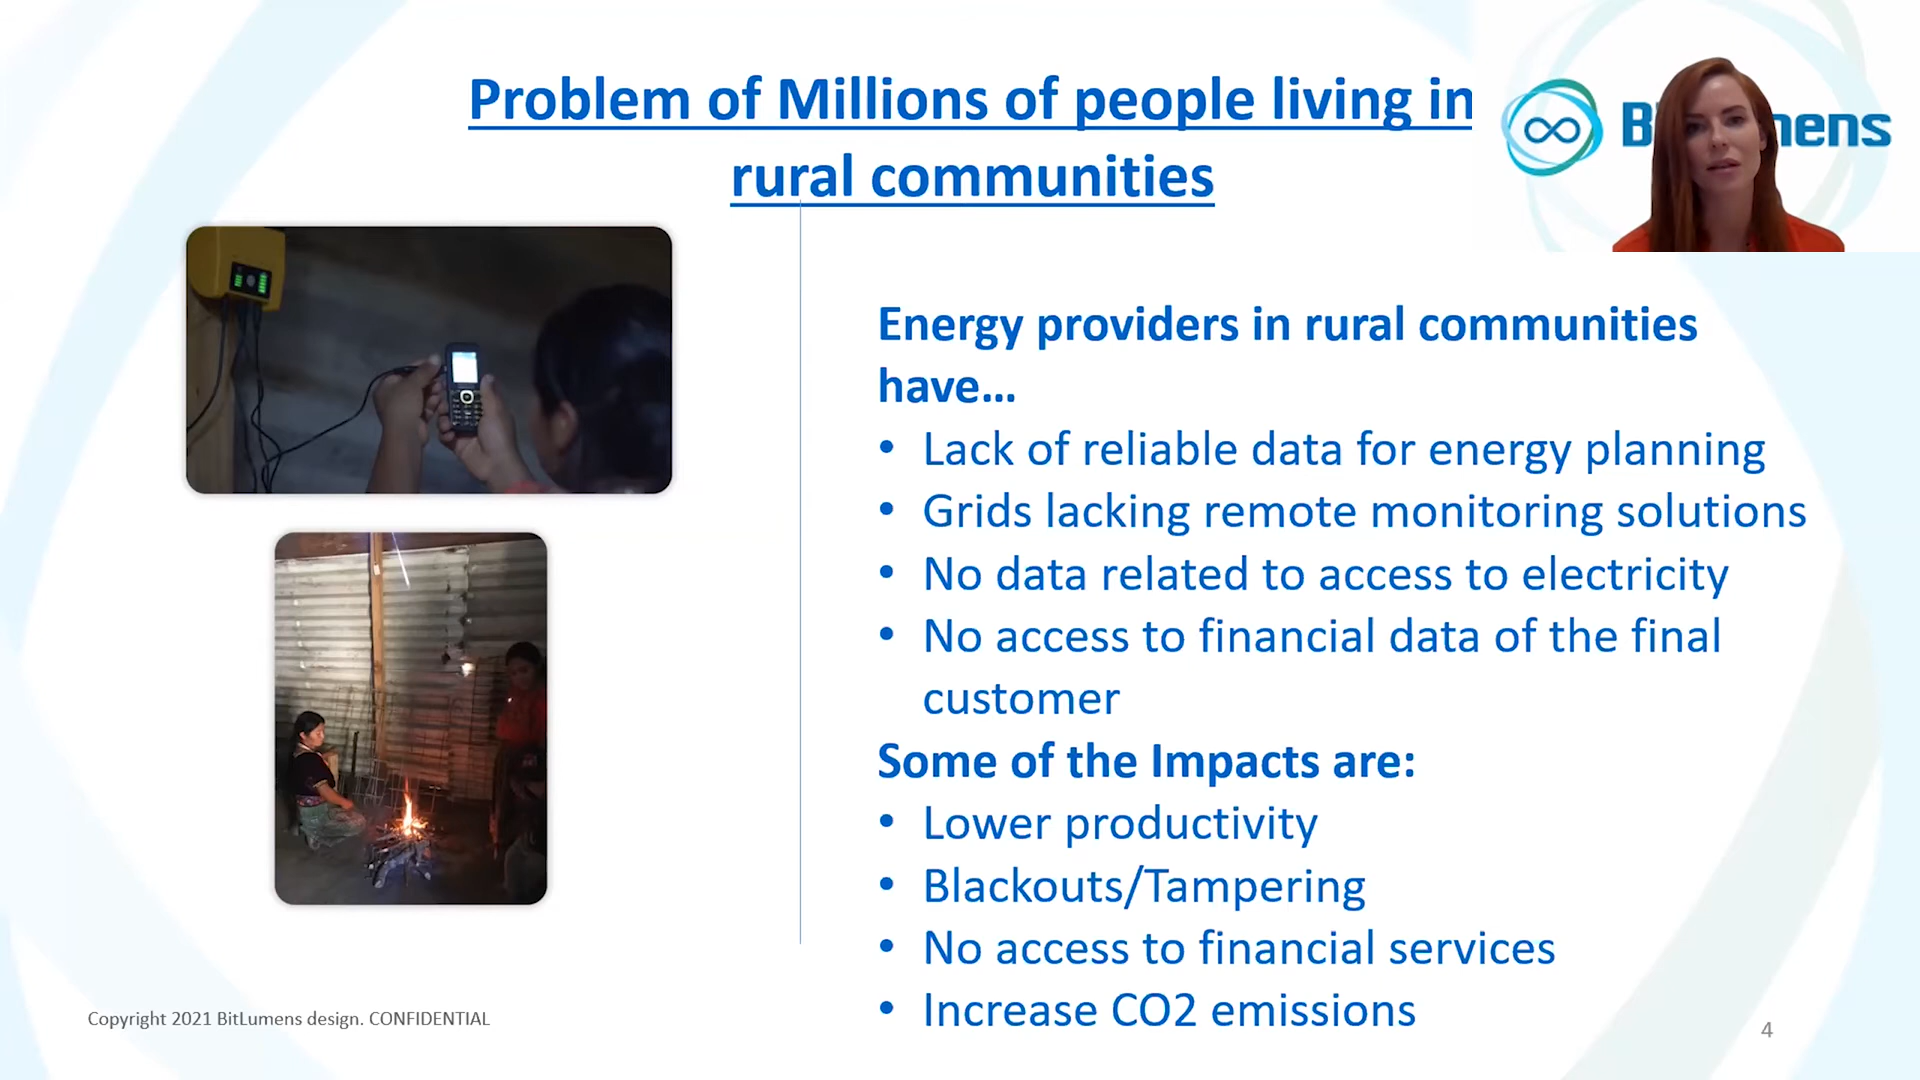 Problem of Millions of people living in
rural communities
Energy providers in rural communities
have...
• Lack of reliable data for energy planning
• Grids lacking remote monitoring solutions
• No data related to access to electricity
• No access to financial data of the final
customer
Some of the Impacts are:
• Lower productivity
• Blackouts/Tampering
• No access to financial services
• Increase CO2 emissions
Copyright 2021 BitLumens design. CONFIDENTIAL
4